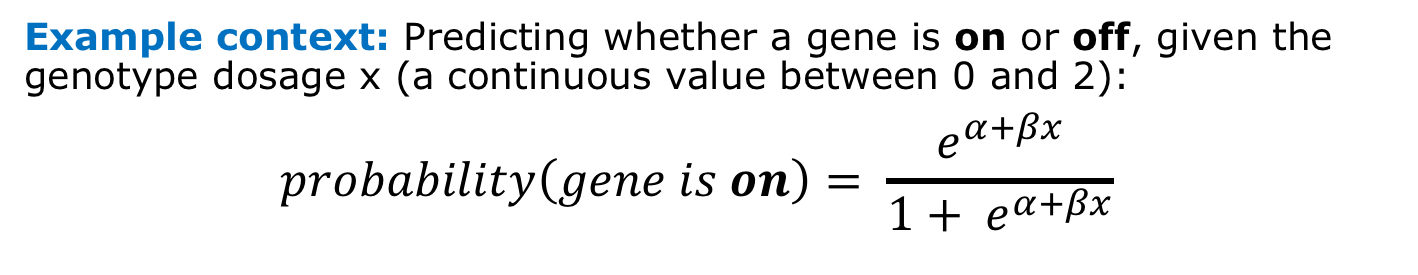 Example context: Predicting whether a gene is on or off, given the
genotype dosage x (a continuous value between 0 and 2):
probability(gene is on) = e^{α+βx} / (1 + e^{α+βx})